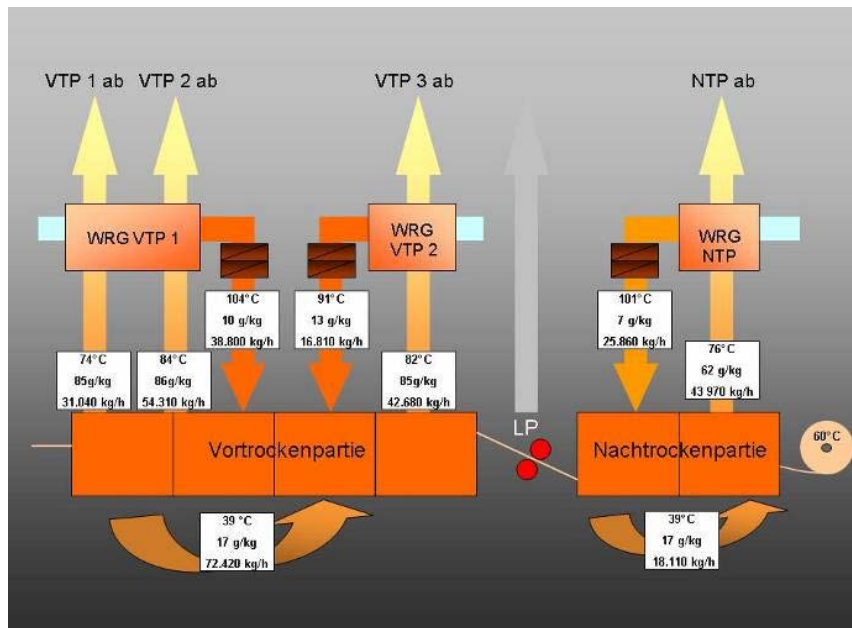 VTP 1 ab
VTP 2 ab
VTP 3 ab
NTP ab
WRG VTP 1
WRG
VTP 2
WRG
NTP
104°C
10 g/kg
38.800 kg/h
91°C
13 g/kg
16.810 kg/h
101°C
7 g/kg
25.860 kg/h
74°C
85g/kg
31.040 kg/h
84°C
86g/kg
54.310 kg/h
82°C
85g/kg
42.680 kg/h
76°C
62 g/kg
43 970 kg/h
LP
60°C
Vortrockenpartie
Nachtrockenpartie
39 °C
17 g/kg
72.420 kg/h
39°C
17 g/kg
18.110 kg/h